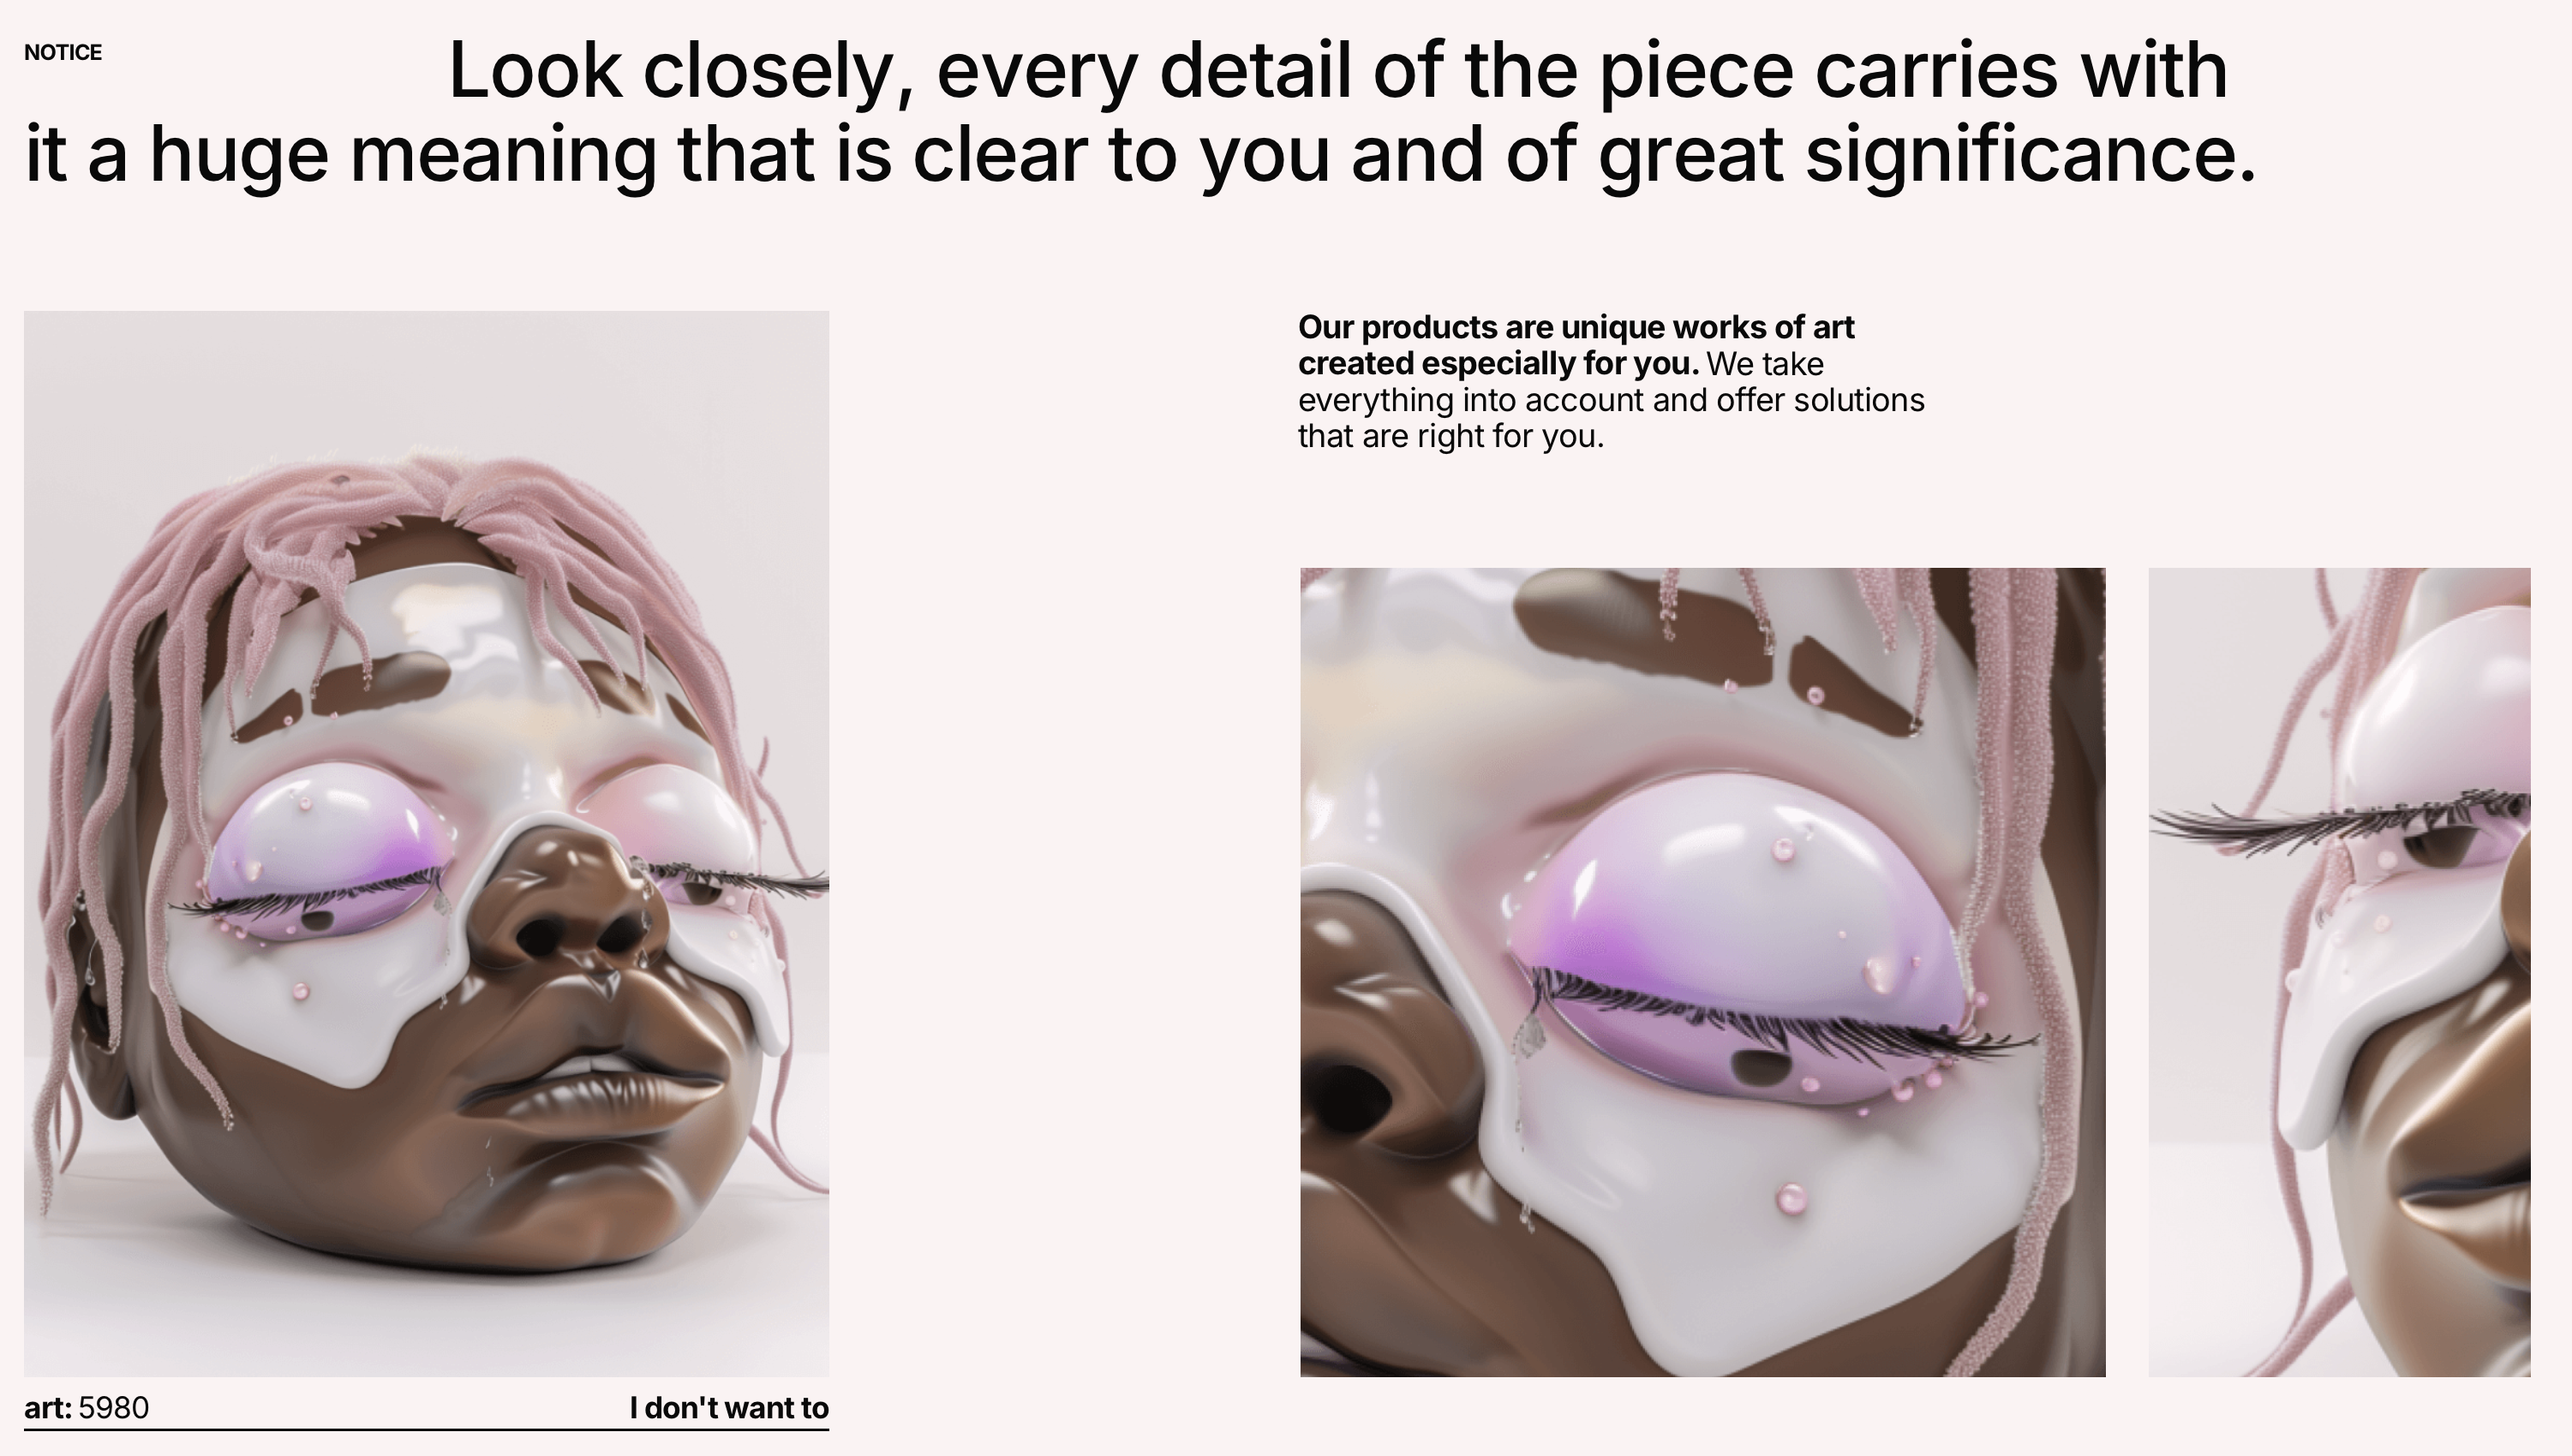 NOTICE
Look closely, every detail of the piece carries with
it a huge meaning that is clear to you and of great significance.
Our products are unique works of art
created especially for you. We take
everything into account and offer solutions
that are right for you.
art: 5980
I don't want to